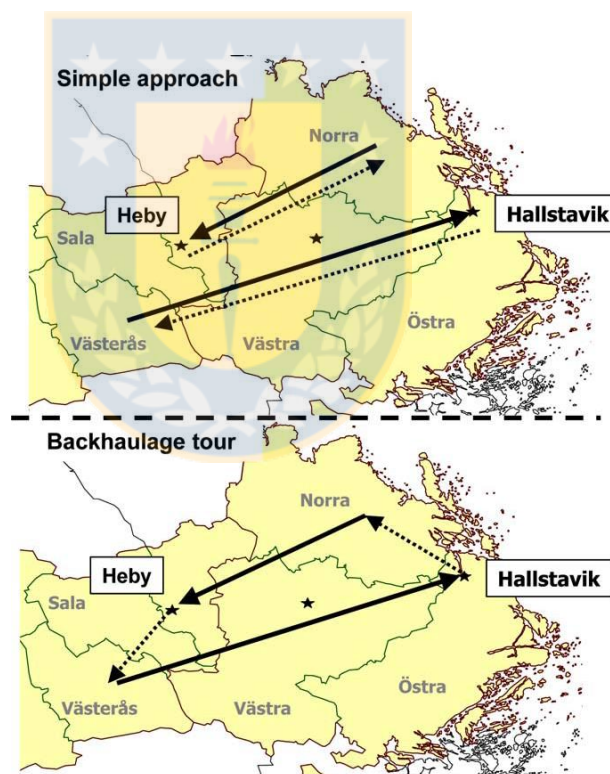 Simple approach
Norra
Heby
Hallstavik
Sala
Östra
Västerås
Västra
Backhaulage tour
Norra
Heby
Hallstavik
Sala
Östra
Västerås
Västra